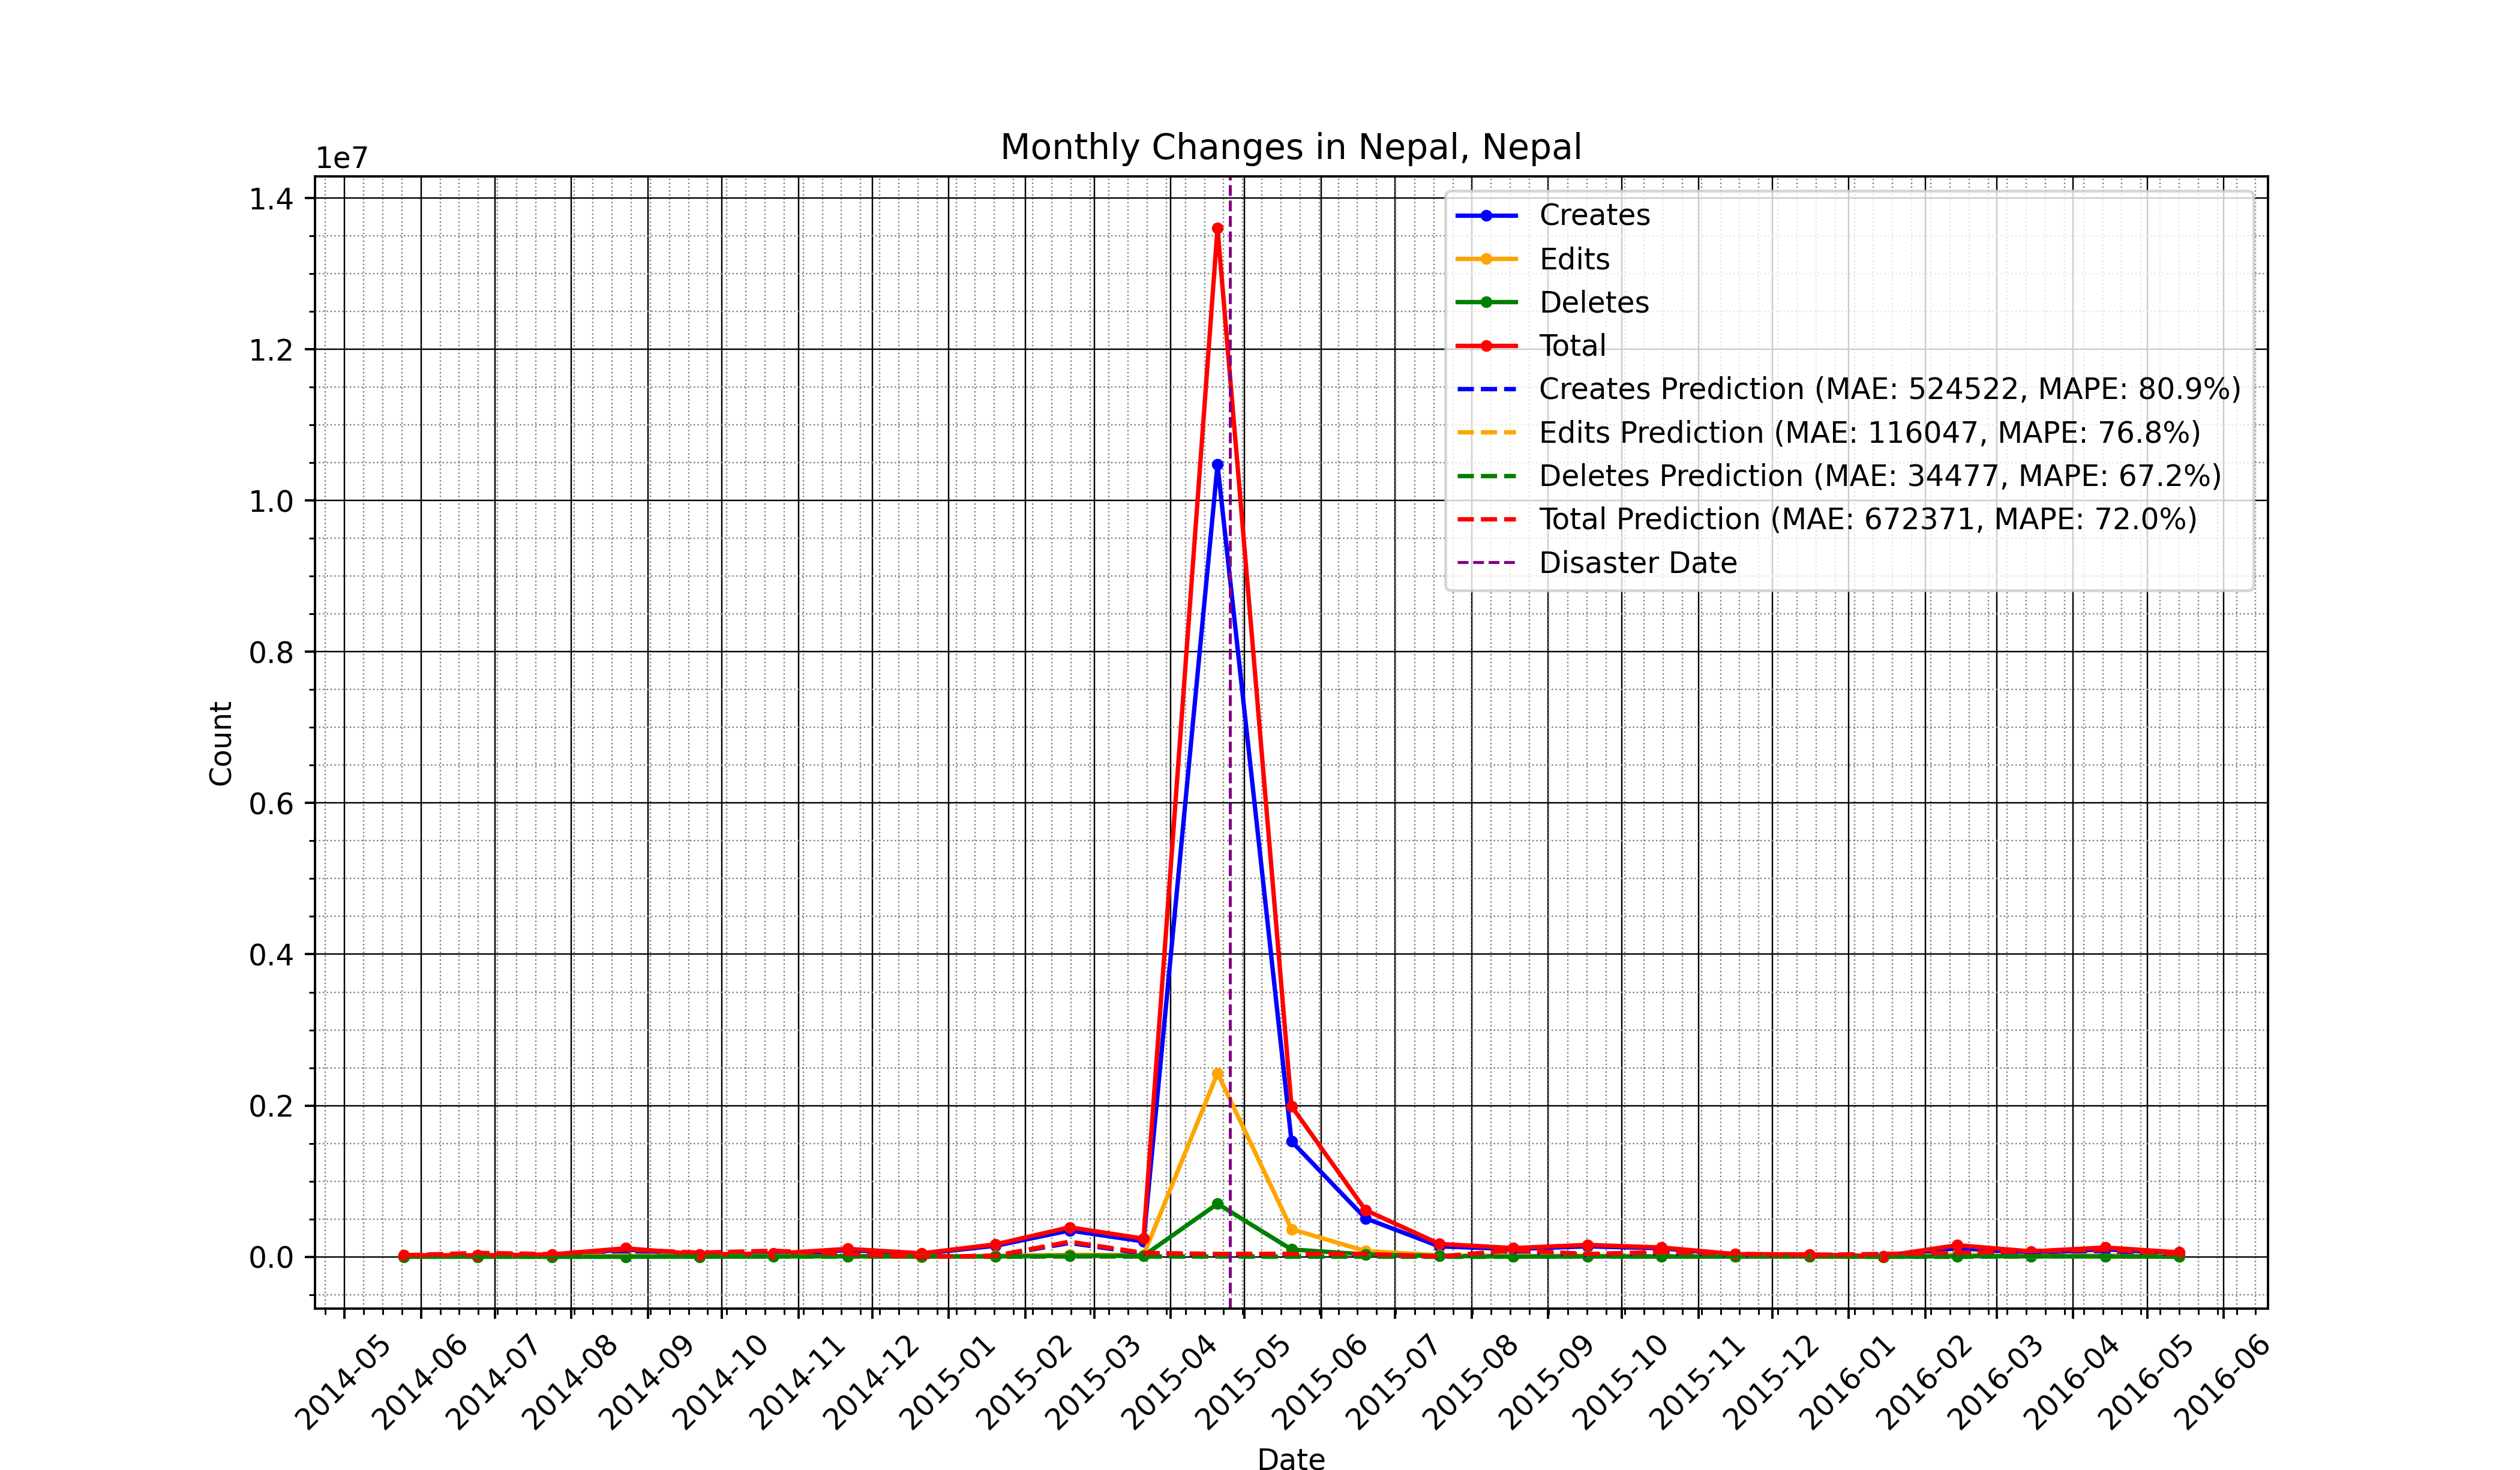 Monthly Changes in Nepal, Nepal
1e7
1.4
1.2
1.0
0.8
0.6
0.4
0.2
0.0
Count
Creates
Edits
Deletes
Total
Creates Prediction (MAE: 524522, MAPE: 80.9%)
Edits Prediction (MAE: 116047, MAPE: 76.8%)
Deletes Prediction (MAE: 34477, MAPE: 67.2%)
Total Prediction (MAE: 672371, MAPE: 72.0%)
Disaster Date
2014-05
2014-06
2014-07
2014-08
2014-09
2014-10
2014-11
2014-12
2015-01
2015-02
2015-03
2015-04
2015-05
2015-06
2015-07
2015-08
2015-09
2015-10
2015-11
2015-12
2016-01
2016-02
2016-03
2016-04
2016-05
2016-06
Date